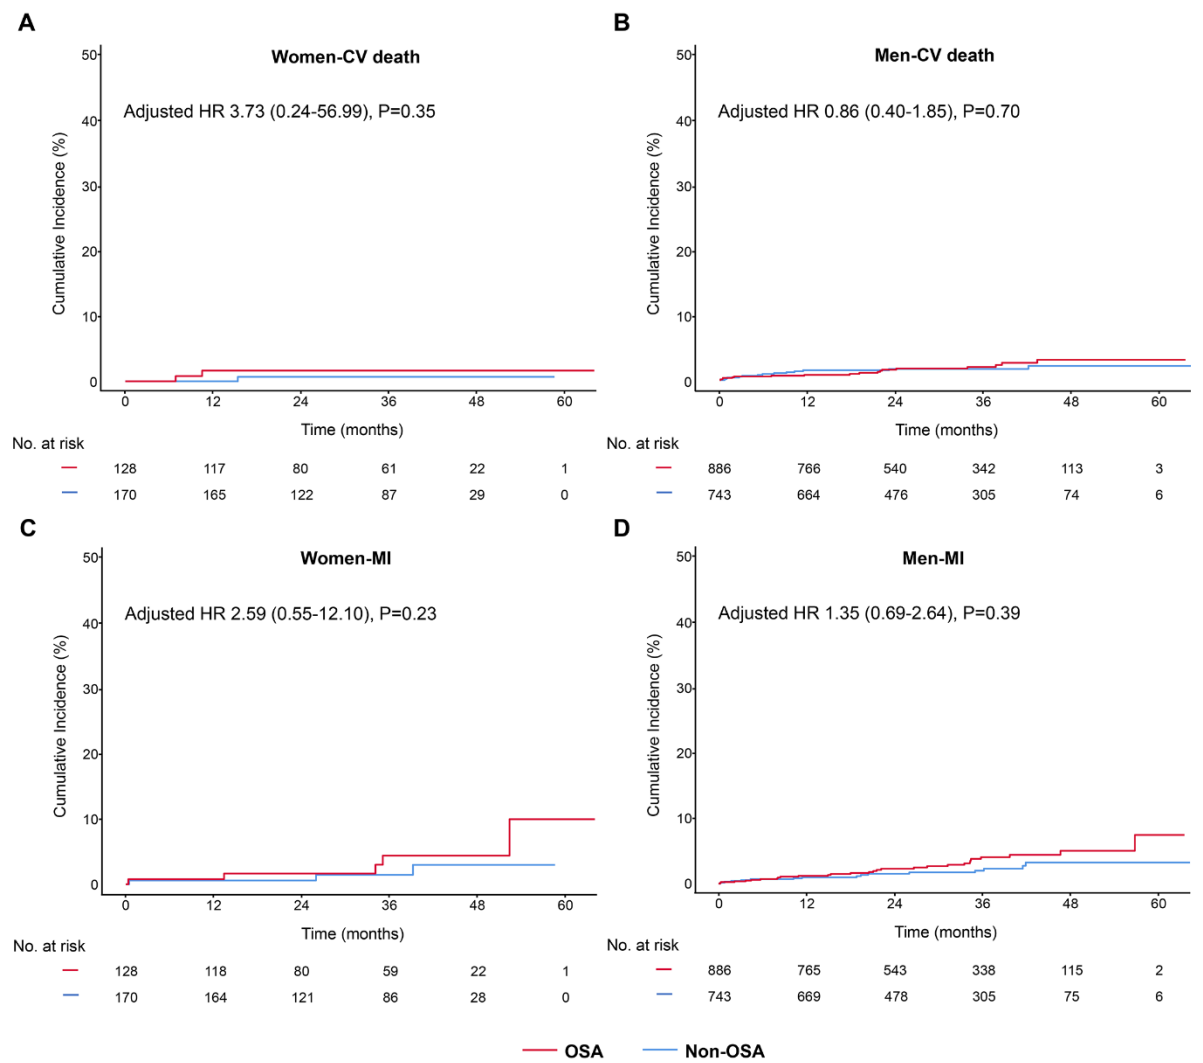 A
Women-CV death
Adjusted HR 3.73 (0.24-56.99), P=0.35
Cumulative Incidence (%)
50
40
30
20
10
0
0 12 24 36 48 60
Time (months)
No. at risk
128 117 80 61 22 1
170 165 122 87 29 0
B
Men-CV death
Adjusted HR 0.86 (0.40-1.85), P=0.70
Cumulative Incidence (%)
50
40
30
20
10
0
0 12 24 36 48 60
Time (months)
No. at risk
886 766 540 342 113 3
743 664 476 305 74 6
C
Women-MI
Adjusted HR 2.59 (0.55-12.10), P=0.23
Cumulative Incidence (%)
50
40
30
20
10
0
0 12 24 36 48 60
Time (months)
No. at risk
128 118 80 59 22 1
170 164 121 86 28 0
D
Men-MI
Adjusted HR 1.35 (0.69-2.64), P=0.39
Cumulative Incidence (%)
50
40
30
20
10
0
0 12 24 36 48 60
Time (months)
No. at risk
886 765 543 338 115 2
743 669 478 305 75 6
OSA Non-OSA